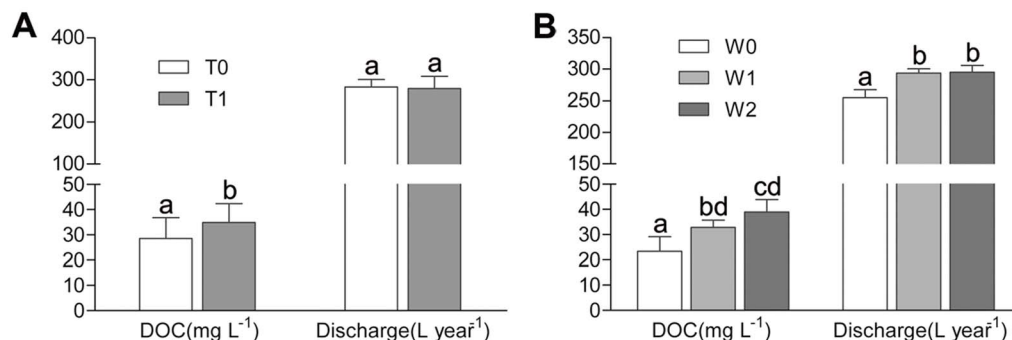 A
400
300
200
100
50
40
30
20
10
0
T0
T1
a
b
a
a
DOC(mg L⁻¹)
Discharge(L year⁻¹)
B
350
300
250
200
150
50
40
30
20
10
0
W0
W1
W2
a
bd
cd
a
b
b
DOC(mg L⁻¹)
Discharge(L year⁻¹)